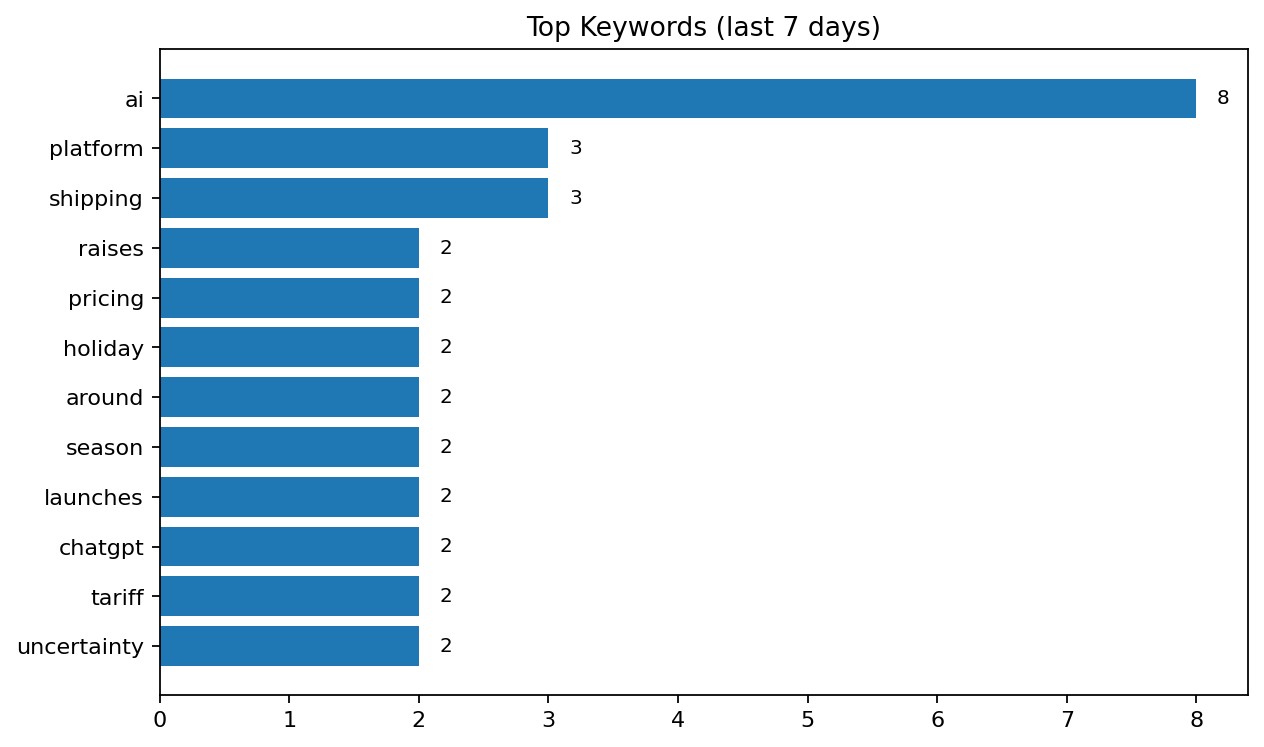 Top Keywords (last 7 days)
ai 8
platform 3
shipping 3
raises 2
pricing 2
holiday 2
around 2
season 2
launches 2
chatgpt 2
tariff 2
uncertainty 2
0 1 2 3 4 5 6 7 8